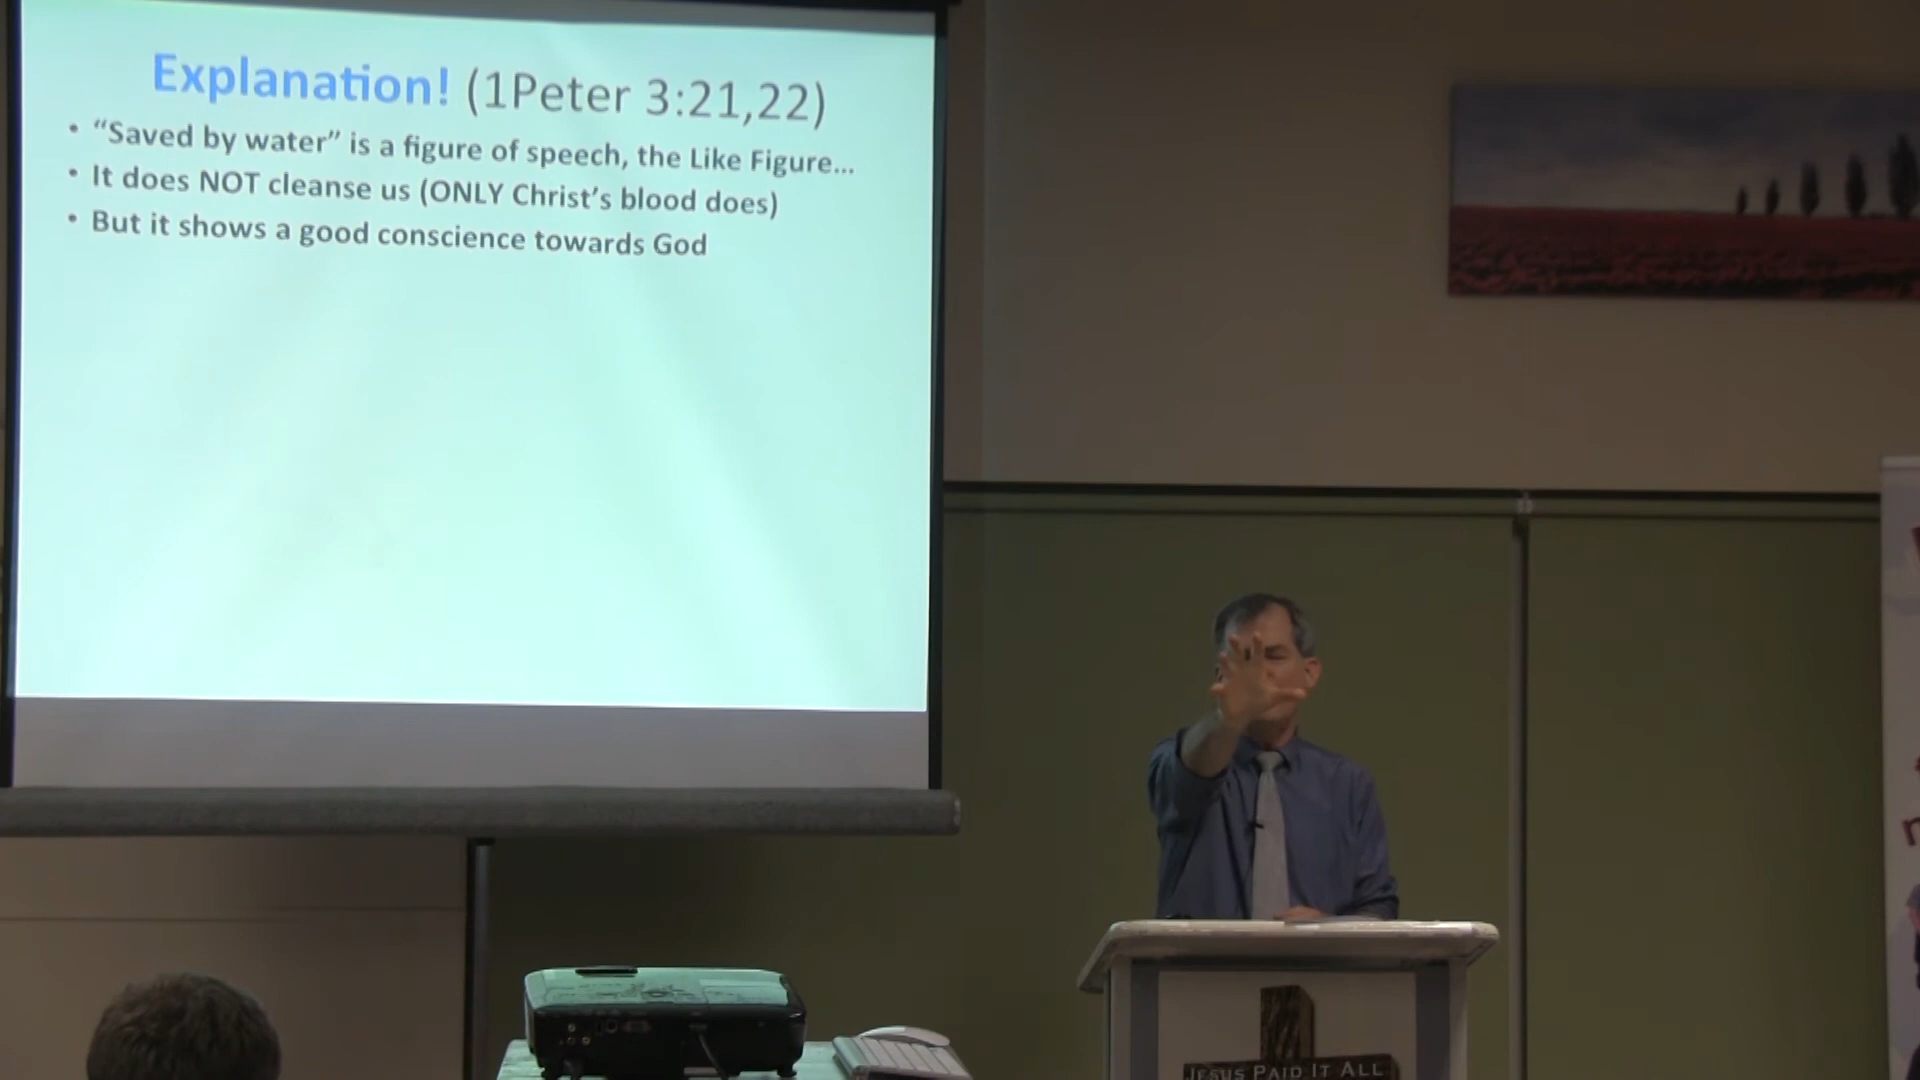 Explanation! (1Peter 3:21,22)
• “Saved by water” is a figure of speech, the Like Figure...
• It does NOT cleanse us (ONLY Christ’s blood does)
• But it shows a good conscience towards God
JESUS PAID IT ALL